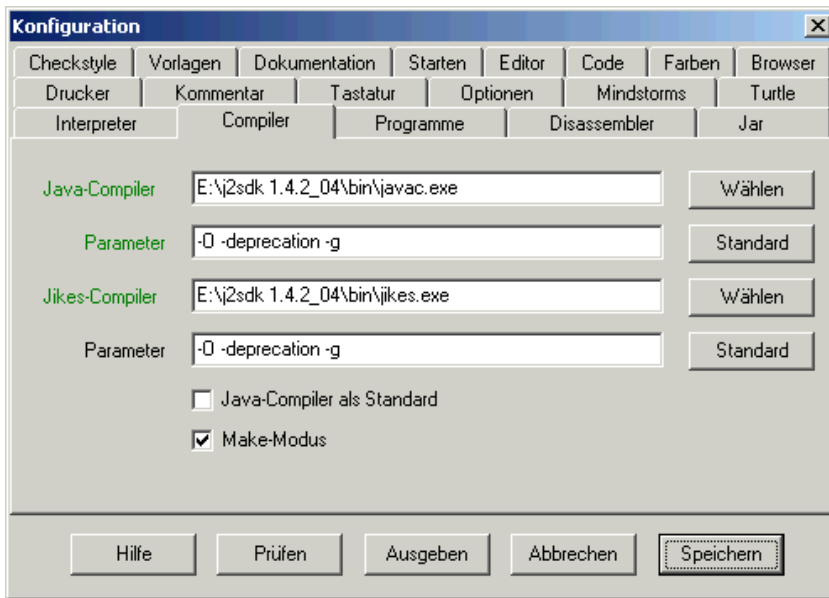 Konfiguration
Checkstyle Vorlagen Dokumentation Starten Editor Code Farben Browser
Drucker Kommentar Tastatur Optionen Mindstorms Turtle
Interpreter Compiler Programme Disassembler Jar
Java-Compiler E:\j2sdk 1.4.2_04\bin\javac.exe Wählen
Parameter -O -deprecation -g Standard
Jikes-Compiler E:\j2sdk 1.4.2_04\bin\jikes.exe Wählen
Parameter -O -deprecation -g Standard
Java-Compiler als Standard
Make-Modus
Hilfe Prüfen Ausgeben Abbrechen Speichern